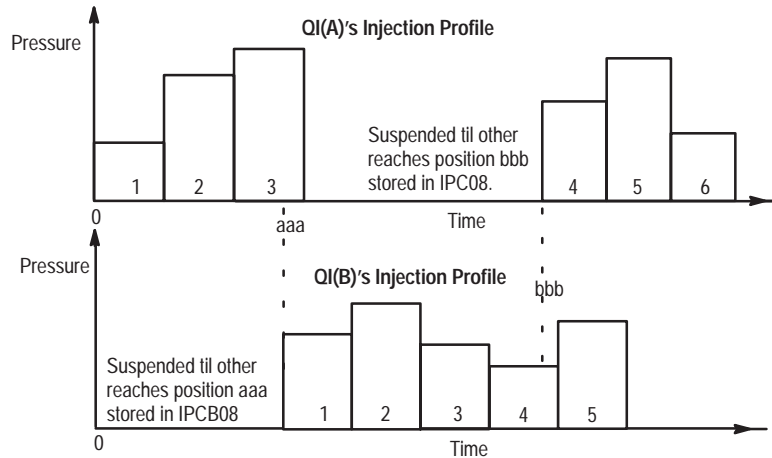 QI(A)'s Injection Profile
Pressure
Suspended til other
reaches position bbb
stored in IPC08.
1 2 3 4 5 6
0
aaa
Time
Pressure
QI(B)'s Injection Profile
bbb
Suspended til other
reaches position aaa
stored in IPCB08
1 2 3 4 5
0
Time